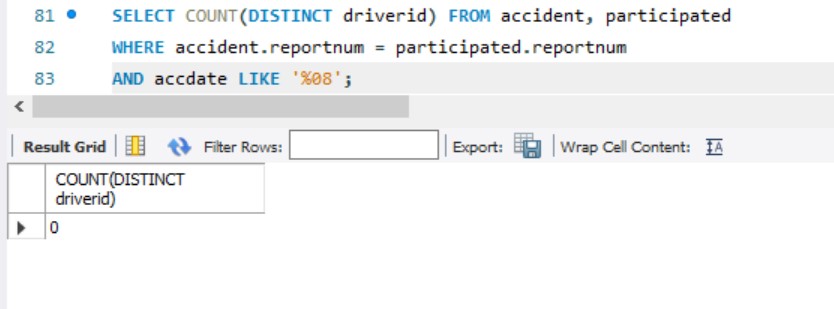 81 SELECT COUNT(DISTINCT driverid) FROM accident, participated
82 WHERE accident.reportnum = participated.reportnum
83 AND accdate LIKE '%08';
Result Grid Filter Rows: Export: Wrap Cell Content: IA
COUNT(DISTINCT
driverid)
0